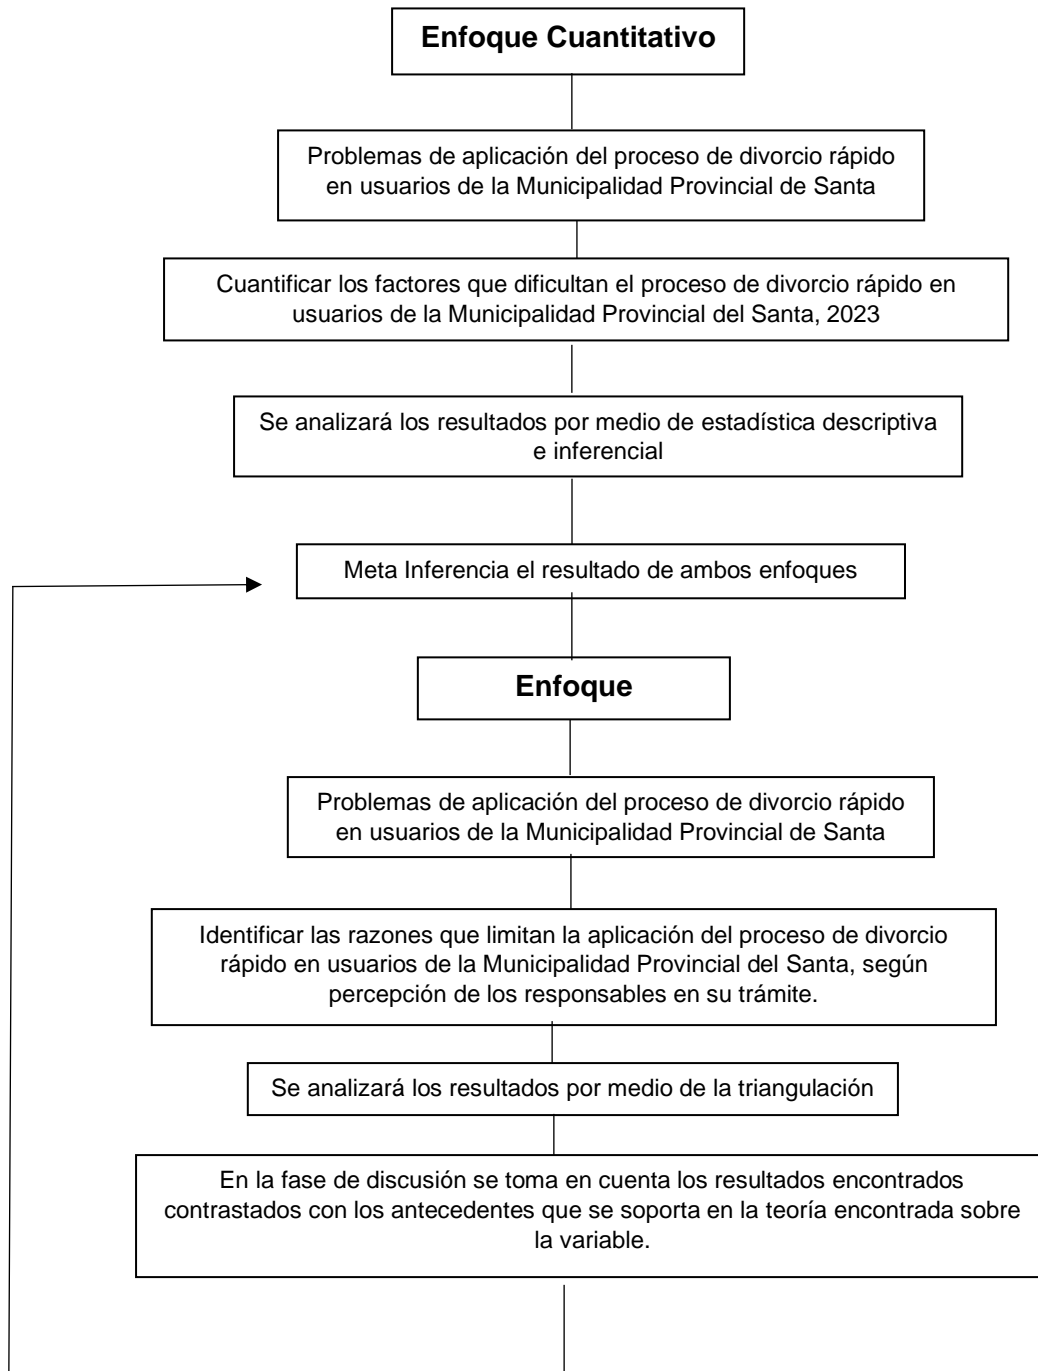 Enfoque Cuantitativo
Problemas de aplicación del proceso de divorcio rápido
en usuarios de la Municipalidad Provincial de Santa
Cuantificar los factores que dificultan el proceso de divorcio rápido en
usuarios de la Municipalidad Provincial del Santa, 2023
Se analizará los resultados por medio de estadística descriptiva
e inferencial
Meta Inferencia el resultado de ambos enfoques
Enfoque
Problemas de aplicación del proceso de divorcio rápido
en usuarios de la Municipalidad Provincial de Santa
Identificar las razones que limitan la aplicación del proceso de divorcio
rápido en usuarios de la Municipalidad Provincial del Santa, según
percepción de los responsables en su trámite.
Se analizará los resultados por medio de la triangulación
En la fase de discusión se toma en cuenta los resultados encontrados
contrastados con los antecedentes que se soporta en la teoría encontrada sobre
la variable.